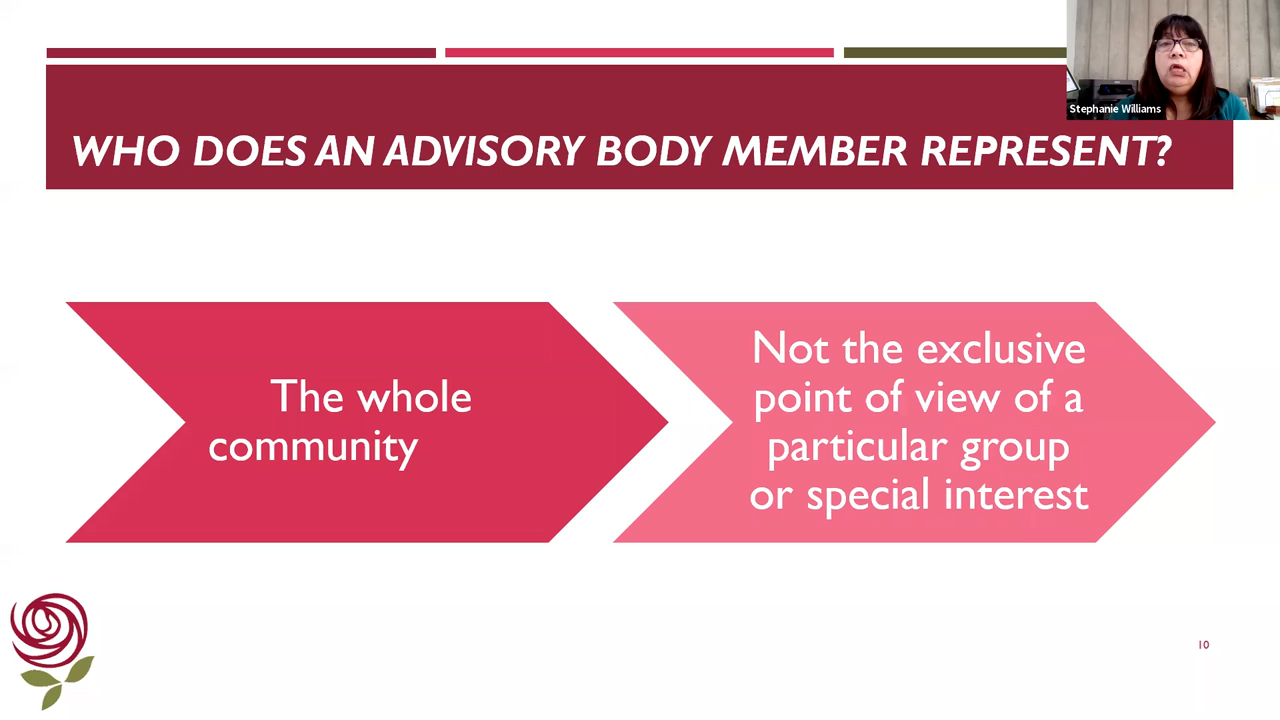 Stephanie Williams
WHO DOES AN ADVISORY BODY MEMBER REPRESENT?
The whole
community
Not the exclusive
point of view of a
particular group
or special interest
10